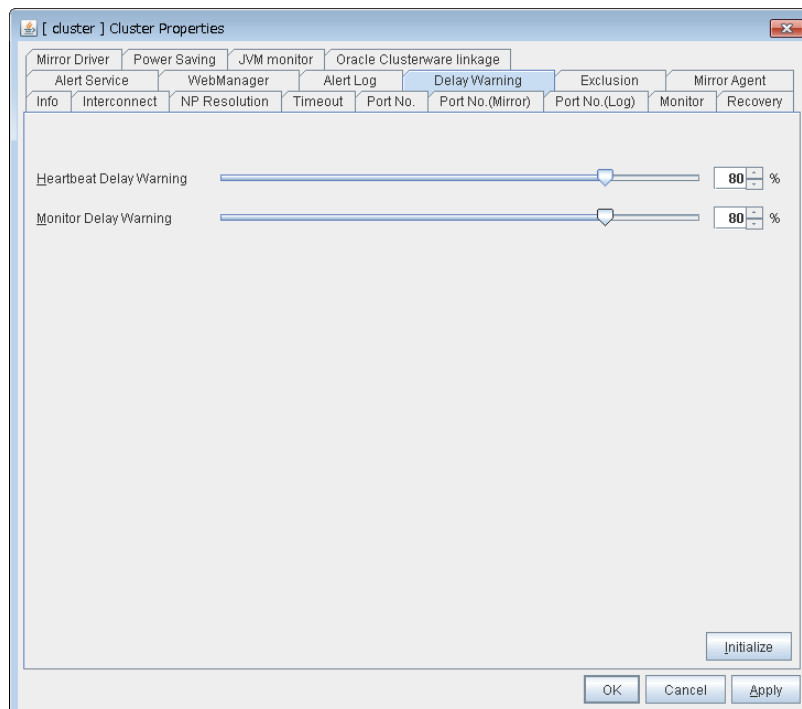 [ cluster ] Cluster Properties
Mirror Driver Power Saving JVM monitor Oracle Clusterware linkage
Alert Service WebManager Alert Log Delay Warning Exclusion Mirror Agent
Info Interconnect NP Resolution Timeout Port No. Port No.(Mirror) Port No.(Log) Monitor Recovery
Heartbeat Delay Warning 80 %
Monitor Delay Warning 80 %
Initialize
OK Cancel Apply